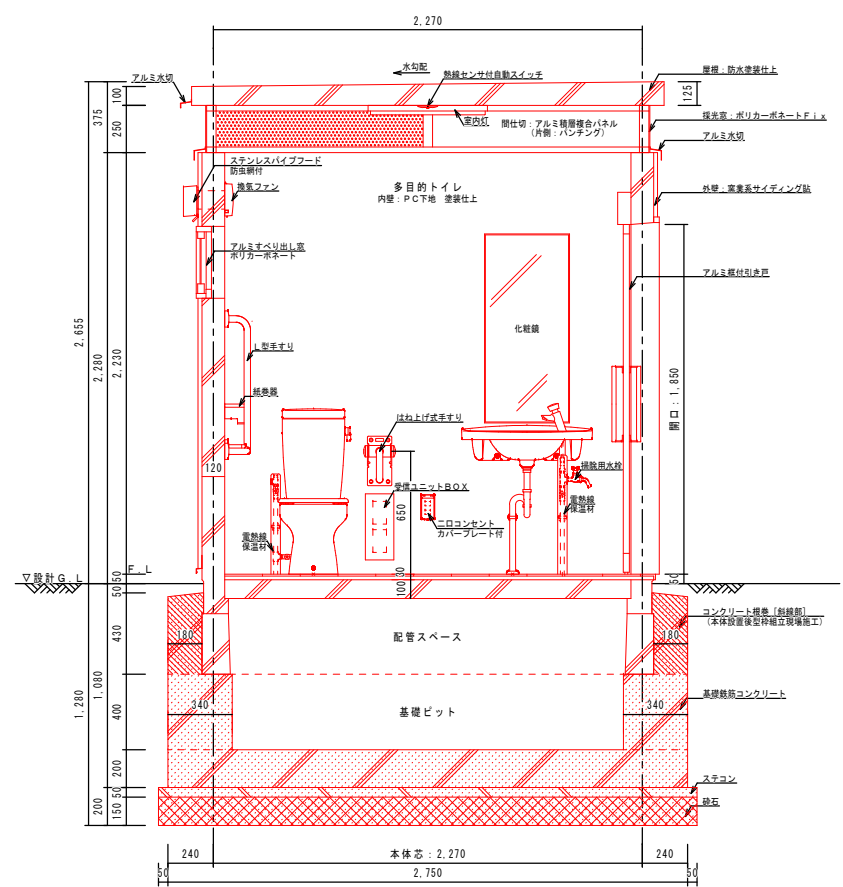 2,270
水勾配
アルミ水切
熱線センサ付自動スイッチ
屋根：防水塗装仕上
100
375
250
125
室内灯
間仕切：アルミ積層複合パネル
（片側：パンチング）
採光窓：ポリカーボネートＦｉｘ
アルミ水切
ステンレスパイプフード
防虫網付
換気ファン
多目的トイレ
内壁：ＰＣ下地　塗装仕上
外壁：窯業系サイディング貼
アルミすべり出し窓
ポリカーボネート
アルミ框付引き戸
2,655
2,280
2,230
化粧鏡
Ｌ型手すり
紙巻器
はね上げ式手すり
開口：1,850
120
掃除用水栓
受信ユニットＢＯＸ
650
電熱線
保温材
二口コンセント
カバープレート付
電熱線
保温材
▽設計Ｇ.Ｌ
Ｆ.Ｌ
50
50
100
30
50
コンクリート根巻［斜線部］
（本体設置後型枠組立現場施工）
180
配管スペース
180
430
1,080
1,280
基礎鉄筋コンクリート
340
基礎ピット
340
400
200
ステコン
50
砕石
200
150
240
本体芯：2,270
240
50
2,750
50